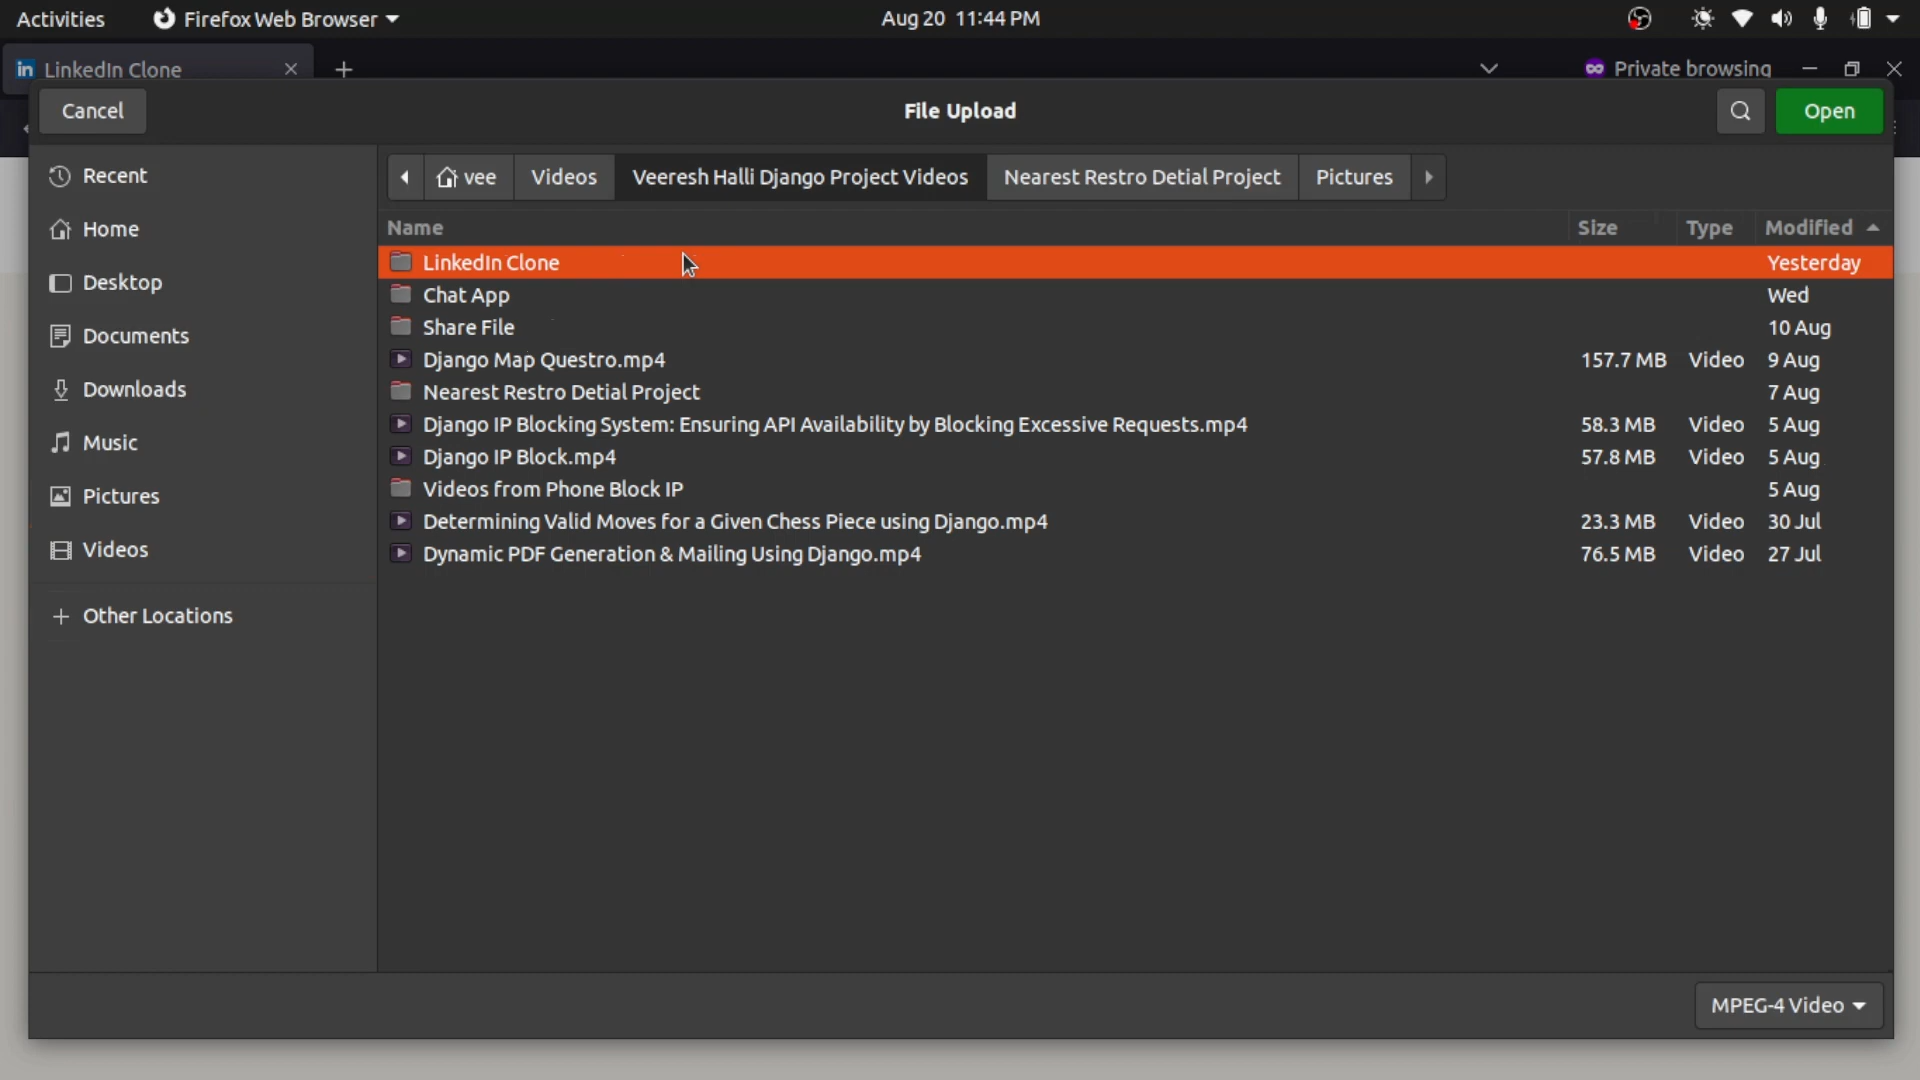 Activities Firefox Web Browser Aug 20 11:44 PM
in LinkedIn Clone Private browsing
Cancel File Upload Open
Recent
Home
Desktop
Documents
Downloads
Music
Pictures
Videos
Other Locations
vee Videos Veeresh Halli Django Project Videos Nearest Restro Detial Project Pictures
Name Size Type Modified
LinkedIn Clone Yesterday
Chat App Wed
Share File 10 Aug
Django Map Questro.mp4 157.7 MB Video 9 Aug
Nearest Restro Detial Project 7 Aug
Django IP Blocking System: Ensuring API Availability by Blocking Excessive Requests.mp4 58.3 MB Video 5 Aug
Django IP Block.mp4 57.8 MB Video 5 Aug
Videos from Phone Block IP 5 Aug
Determining Valid Moves for a Given Chess Piece using Django.mp4 23.3 MB Video 30 Jul
Dynamic PDF Generation & Mailing Using Django.mp4 76.5 MB Video 27 Jul
MPEG-4 Video